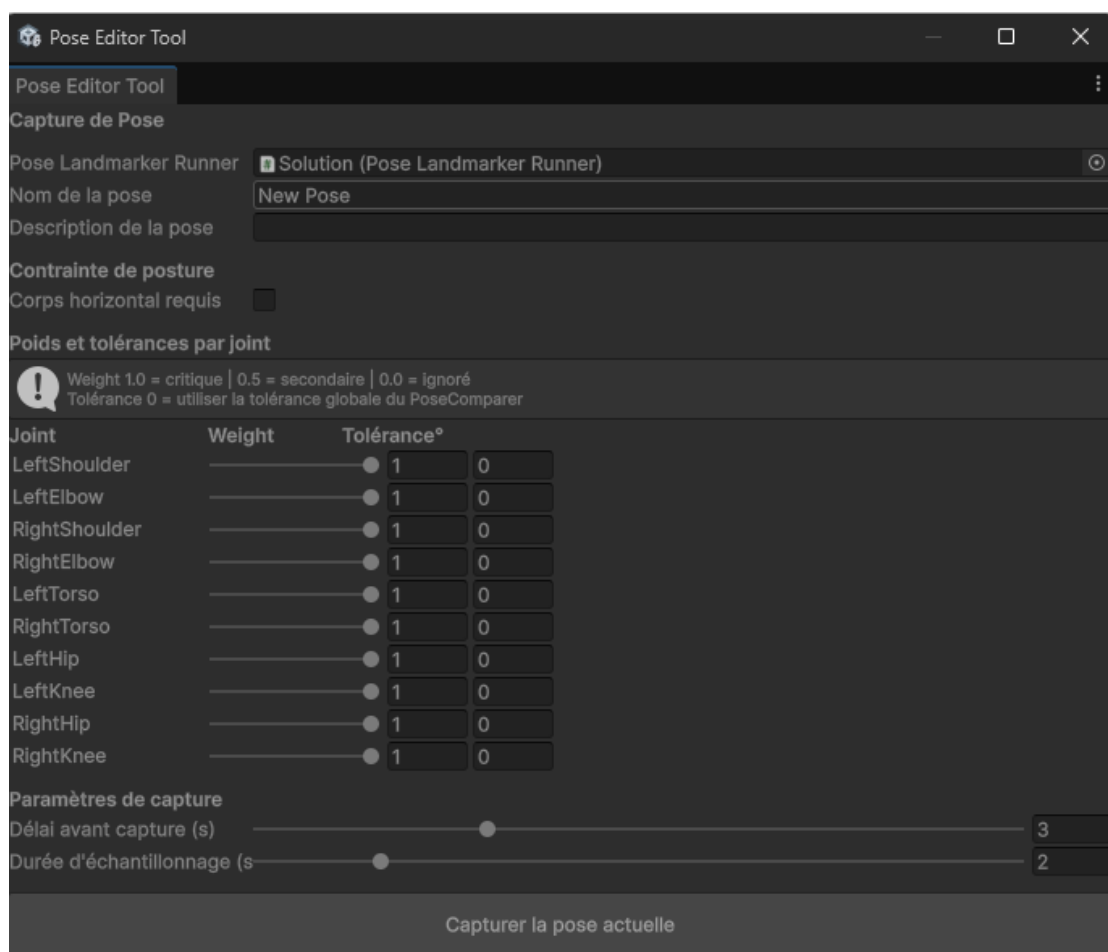 Pose Editor Tool
Pose Editor Tool
Capture de Pose
Pose Landmarker Runner Solution (Pose Landmarker Runner)
Nom de la pose New Pose
Description de la pose
Contrainte de posture
Corps horizontal requis
Poids et tolérances par joint
Weight 1.0 = critique | 0.5 = secondaire | 0.0 = ignoré
Tolérance 0 = utiliser la tolérance globale du PoseComparer
Joint Weight Tolérance°
LeftShoulder 1 0
LeftElbow 1 0
RightShoulder 1 0
RightElbow 1 0
LeftTorso 1 0
RightTorso 1 0
LeftHip 1 0
LeftKnee 1 0
RightHip 1 0
RightKnee 1 0
Paramètres de capture
Délai avant capture (s) 3
Durée d'échantillonnage (s 2
Capturer la pose actuelle